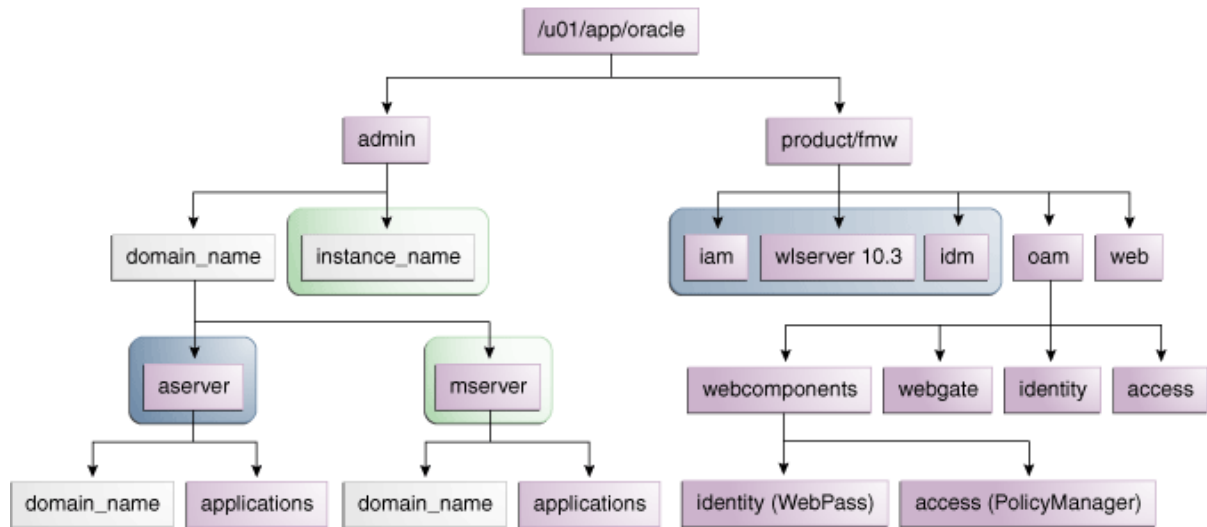 /u01/app/oracle
admin
product/fmw
domain_name
instance_name
iam
wlserver 10.3
idm
oam
web
aserver
mserver
webcomponents
webgate
identity
access
domain_name
applications
domain_name
applications
identity (WebPass)
access (PolicyManager)